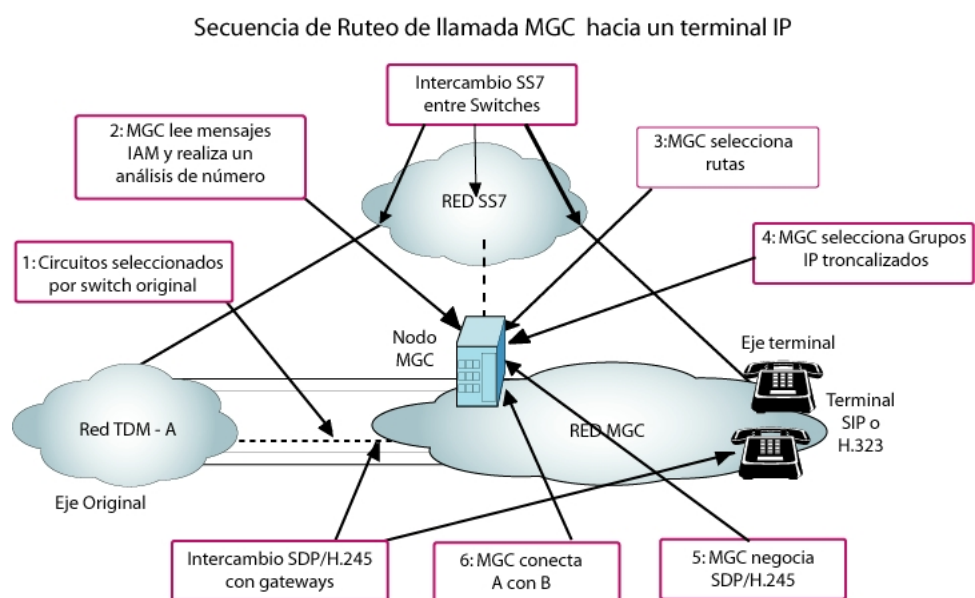 Secuencia de Ruteo de llamada MGC hacia un terminal IP
Intercambio SS7
entre Switches
2: MGC lee mensajes
IAM y realiza un
análisis de número
3:MGC selecciona
rutas
RED SS7
1: Circuitos seleccionados
por switch original
4: MGC selecciona Grupos
IP troncalizados
Nodo
MGC
Eje terminal
Red TDM - A
RED MGC
Terminal
SIP o
H.323
Eje Original
Intercambio SDP/H.245
con gateways
6: MGC conecta
A con B
5: MGC negocia
SDP/H.245